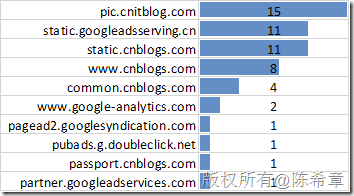 pic.cnitblog.com 15
static.googleadsserving.cn 11
static.cnblogs.com 11
www.cnblogs.com 8
common.cnblogs.com 4
www.google-analytics.com 2
pagead2.googlesyndication.com 1
pubads.g.doubleclick.net 1
passport.cnblogs.com 1
partner.googleadservices.com 1
版权所有@陈希章